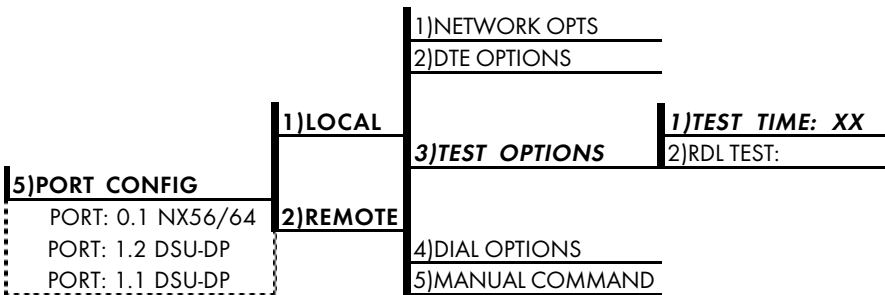 1)NETWORK OPTS
2)DTE OPTIONS
1)LOCAL
1)TEST TIME: XX
3)TEST OPTIONS
2)RDL TEST:
5)PORT CONFIG
PORT: 0.1 NX56/64
2)REMOTE
PORT: 1.2 DSU-DP
4)DIAL OPTIONS
PORT: 1.1 DSU-DP
5)MANUAL COMMAND